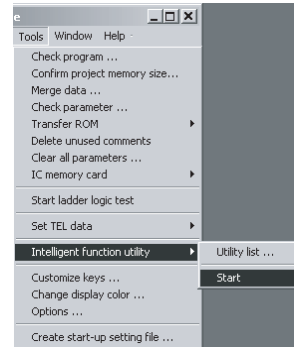 e
Tools Window Help
Check program ...
Confirm project memory size...
Merge data ...
Check parameter ...
Transfer ROM
Delete unused comments
Clear all parameters ...
IC memory card
Start ladder logic test
Set TEL data
Intelligent function utility
Utility list ...
Start
Customize keys ...
Change display color ...
Options ...
Create start-up setting file ...